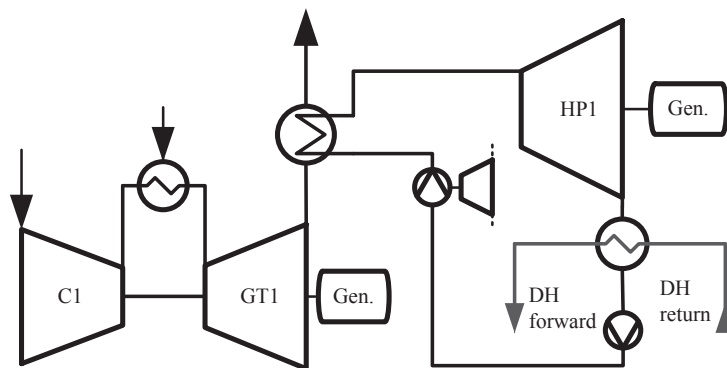 HP1
Gen.
C1
GT1
Gen.
DH
forward
DH
return